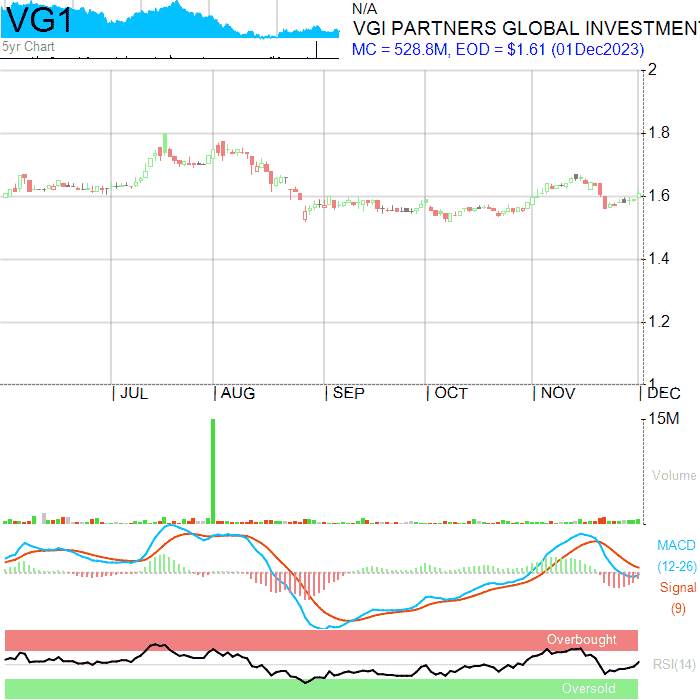 VG1
5yr Chart
N/A
VGI PARTNERS GLOBAL INVESTMEN
MC = 528.8M, EOD = $1.61 (01Dec2023)
2
1.8
1.6
1.4
1.2
1
| JUL | AUG | SEP | OCT | NOV | DEC
15M
Volume
MACD
(12-26)
Signal
(9)
Overbought
RSI(14)
Oversold